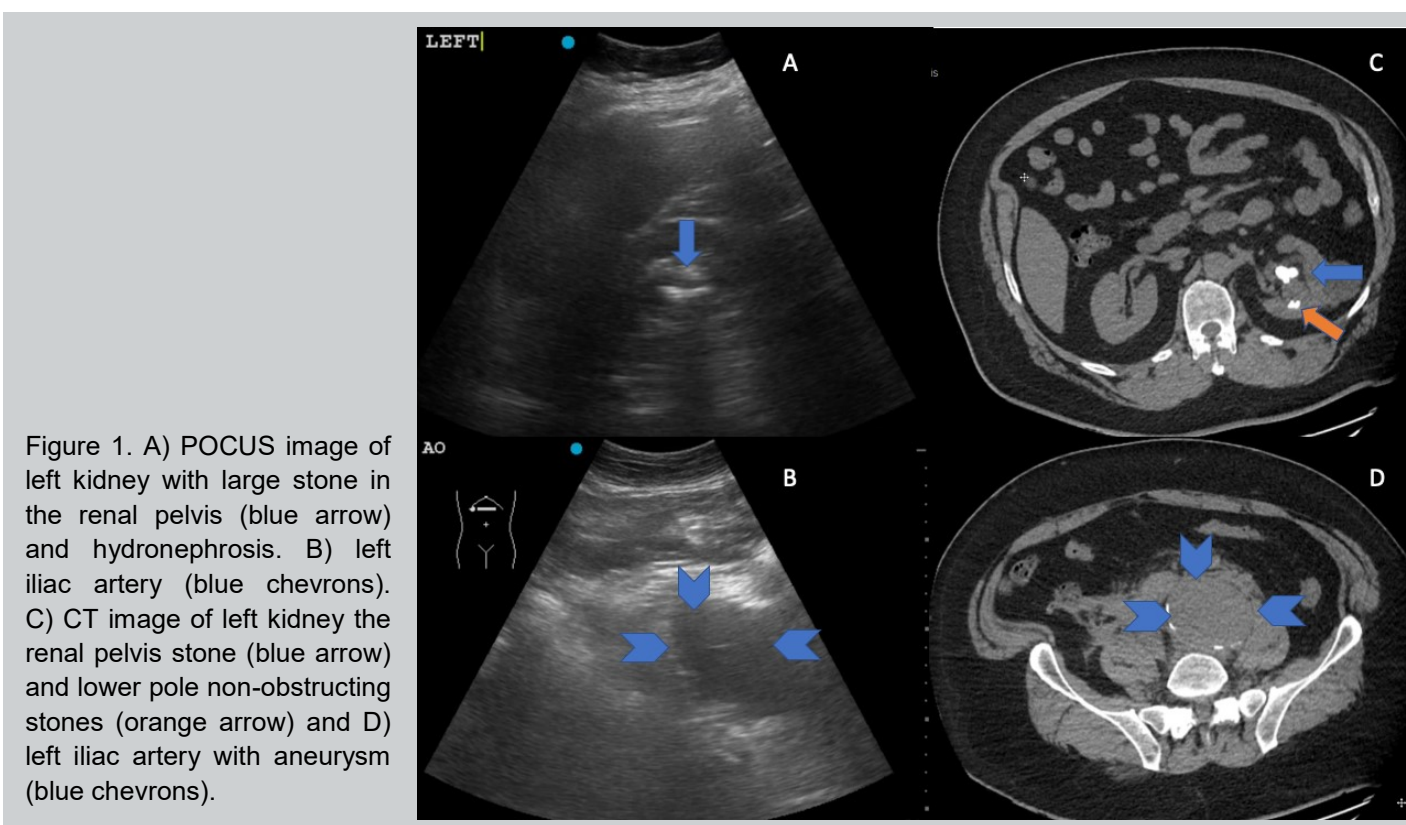 Figure 1. A) POCUS image of
left kidney with large stone in
the renal pelvis (blue arrow)
and hydronephrosis. B) left
iliac artery (blue chevrons).
C) CT image of left kidney the
renal pelvis stone (blue arrow)
and lower pole non-obstructing
stones (orange arrow) and D)
left iliac artery with aneurysm
(blue chevrons).
LEFT
A
is
C
AO
B
D